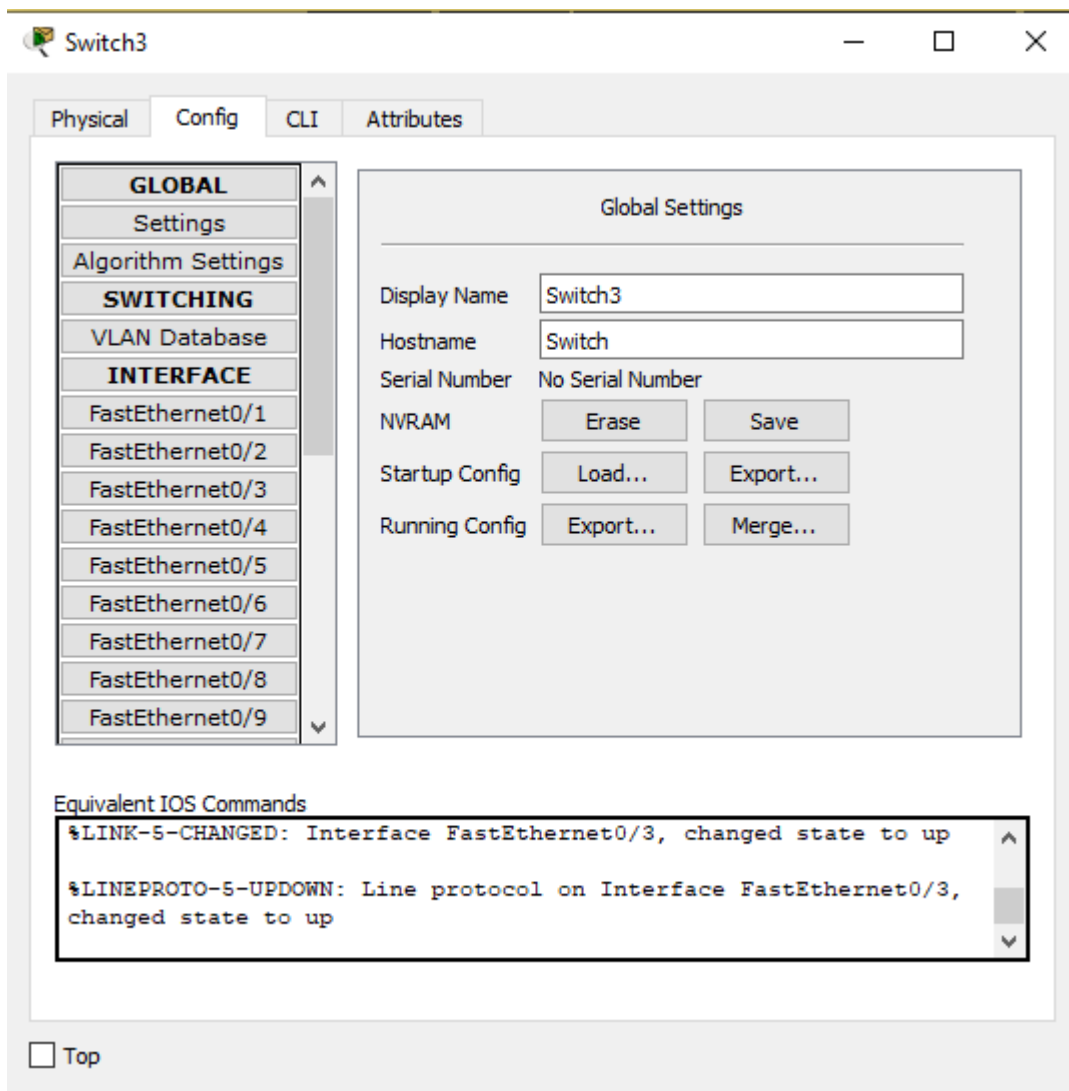 Switch3
Physical Config CLI Attributes
GLOBAL
Settings
Algorithm Settings
SWITCHING
VLAN Database
INTERFACE
FastEthernet0/1
FastEthernet0/2
FastEthernet0/3
FastEthernet0/4
FastEthernet0/5
FastEthernet0/6
FastEthernet0/7
FastEthernet0/8
FastEthernet0/9
Global Settings
Display Name Switch3
Hostname Switch
Serial Number No Serial Number
NVRAM Erase Save
Startup Config Load... Export...
Running Config Export... Merge...
Equivalent IOS Commands
%LINK-5-CHANGED: Interface FastEthernet0/3, changed state to up
%LINEPROTO-5-UPDOWN: Line protocol on Interface FastEthernet0/3,
changed state to up
Top